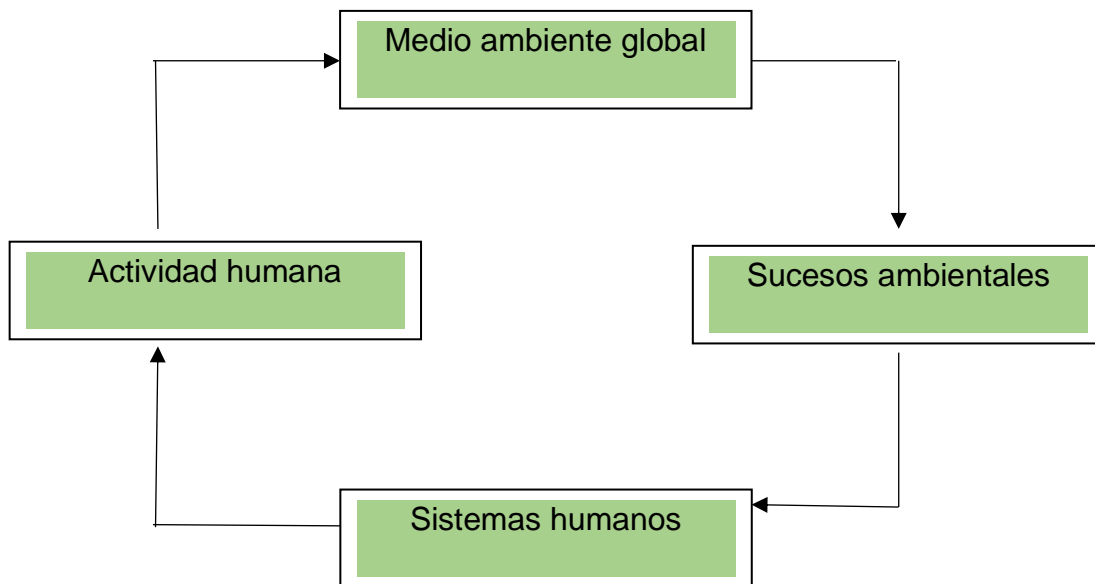 Medio ambiente global
Actividad humana
Sucesos ambientales
Sistemas humanos